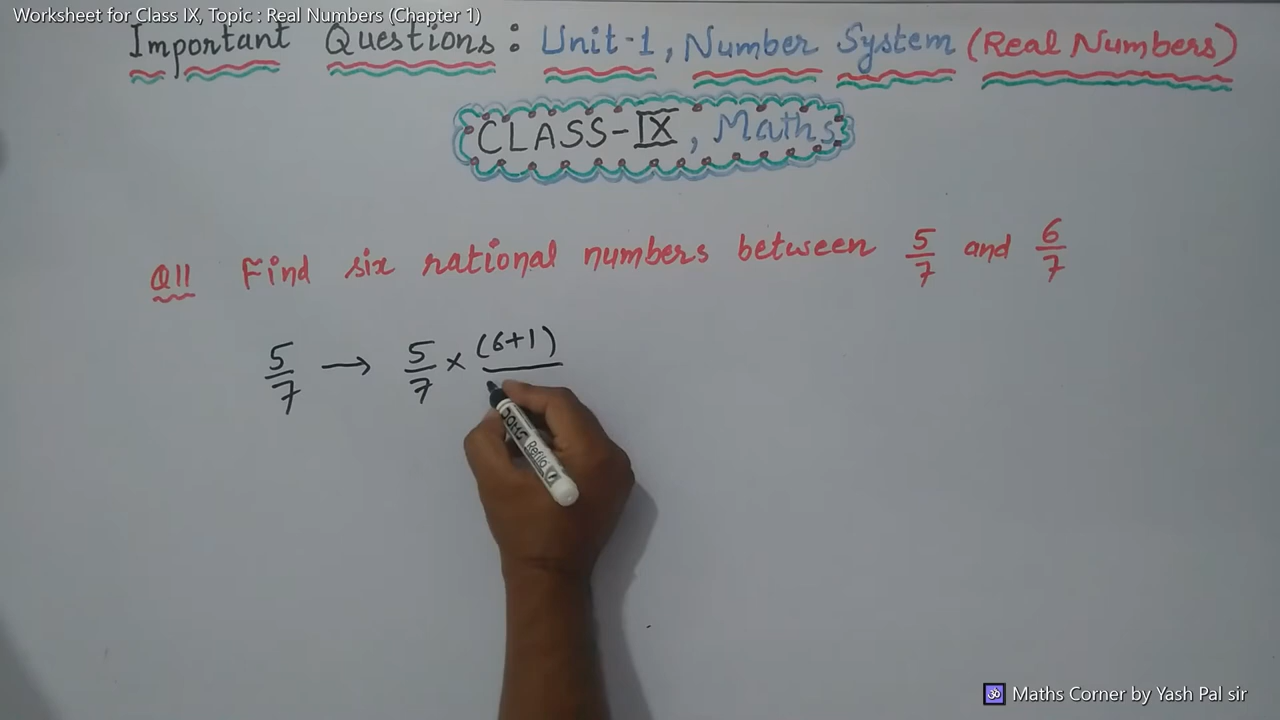 Worksheet for Class IX, Topic : Real Numbers (Chapter 1)
Important Questions : Unit-1, Number System (Real Numbers)
CLASS-IX, Maths
Q11 Find six rational numbers between 5/7 and 6/7
5/7 → 5/7 × (6+1)
DOMS Refilo
ॐ Maths Corner by Yash Pal sir